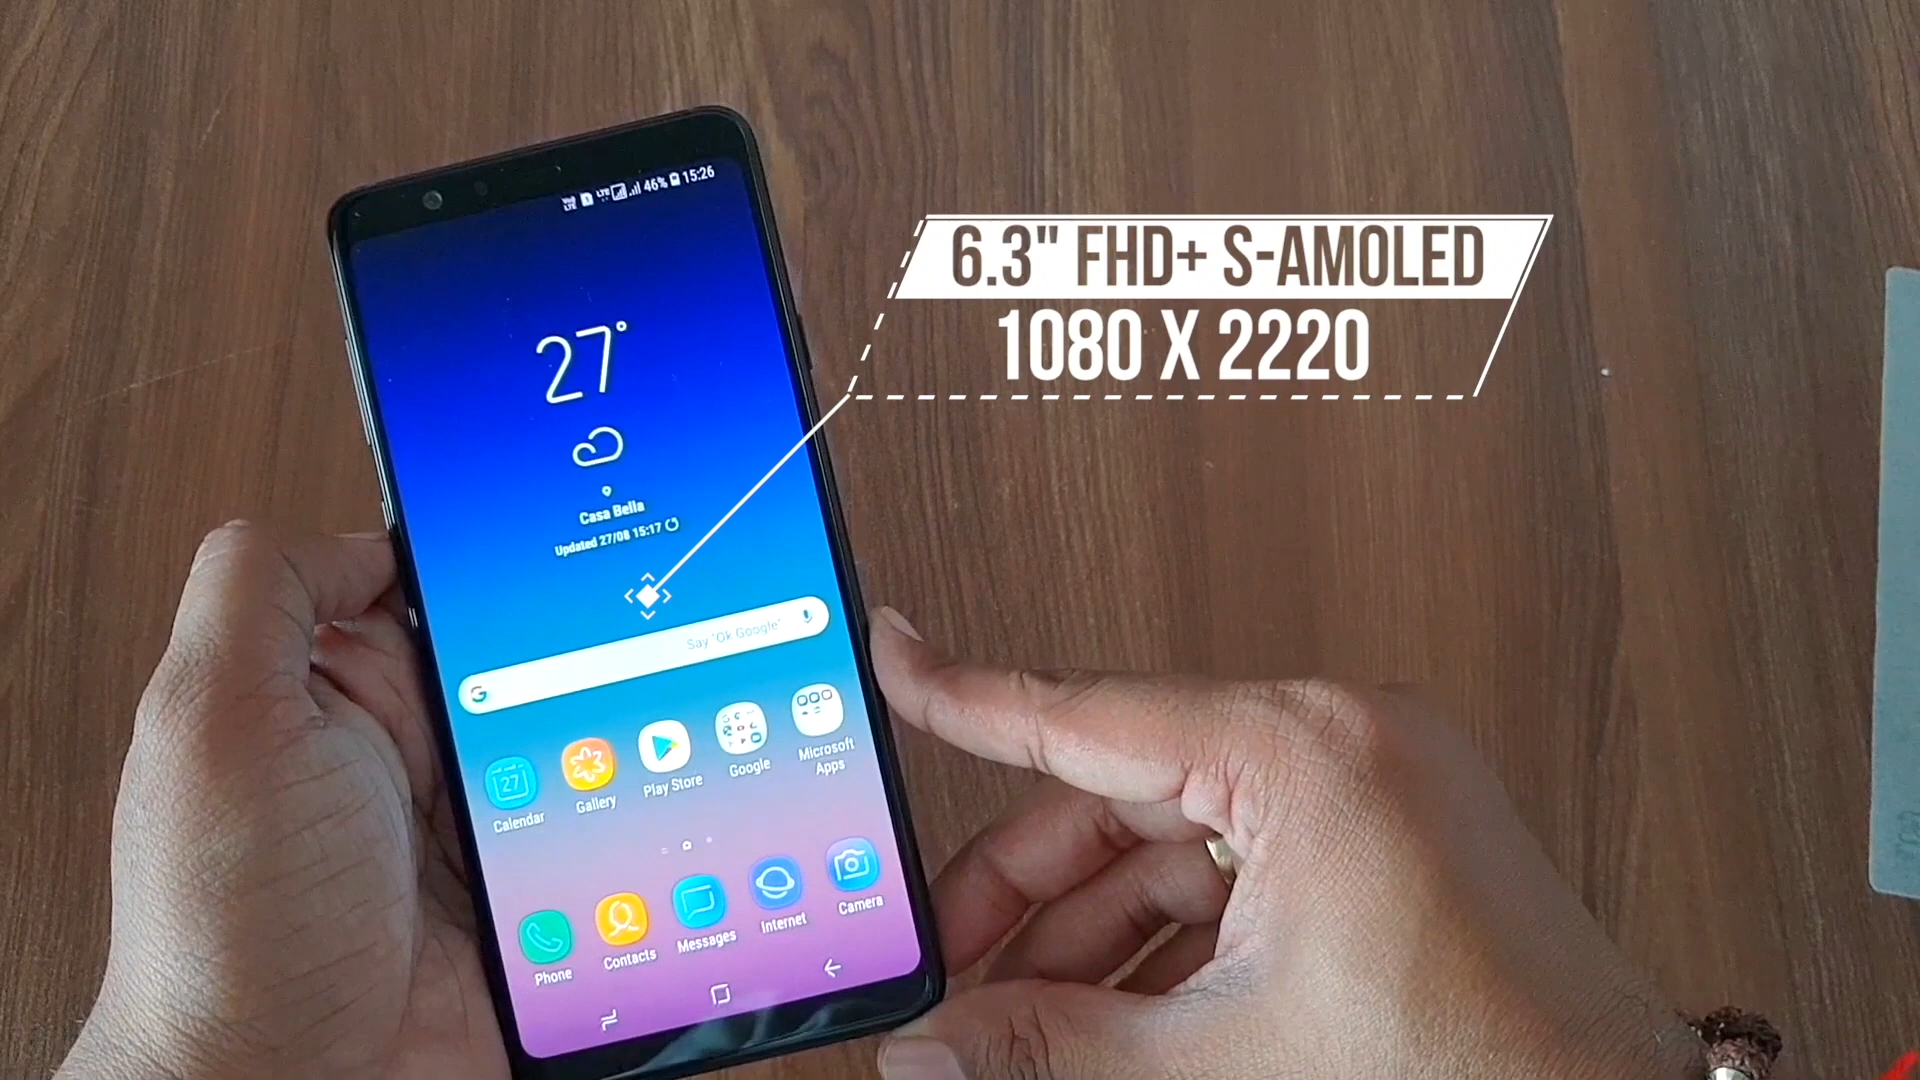 46% 15:26
6.3" FHD+ S-AMOLED
1080 X 2220
27°
Casa Bella
Updated 27/08 15:17
G Say "Ok Google"
27
Calendar
Gallery
Play Store
Google
Microsoft
Apps
Phone
Contacts
Messages
Internet
Camera